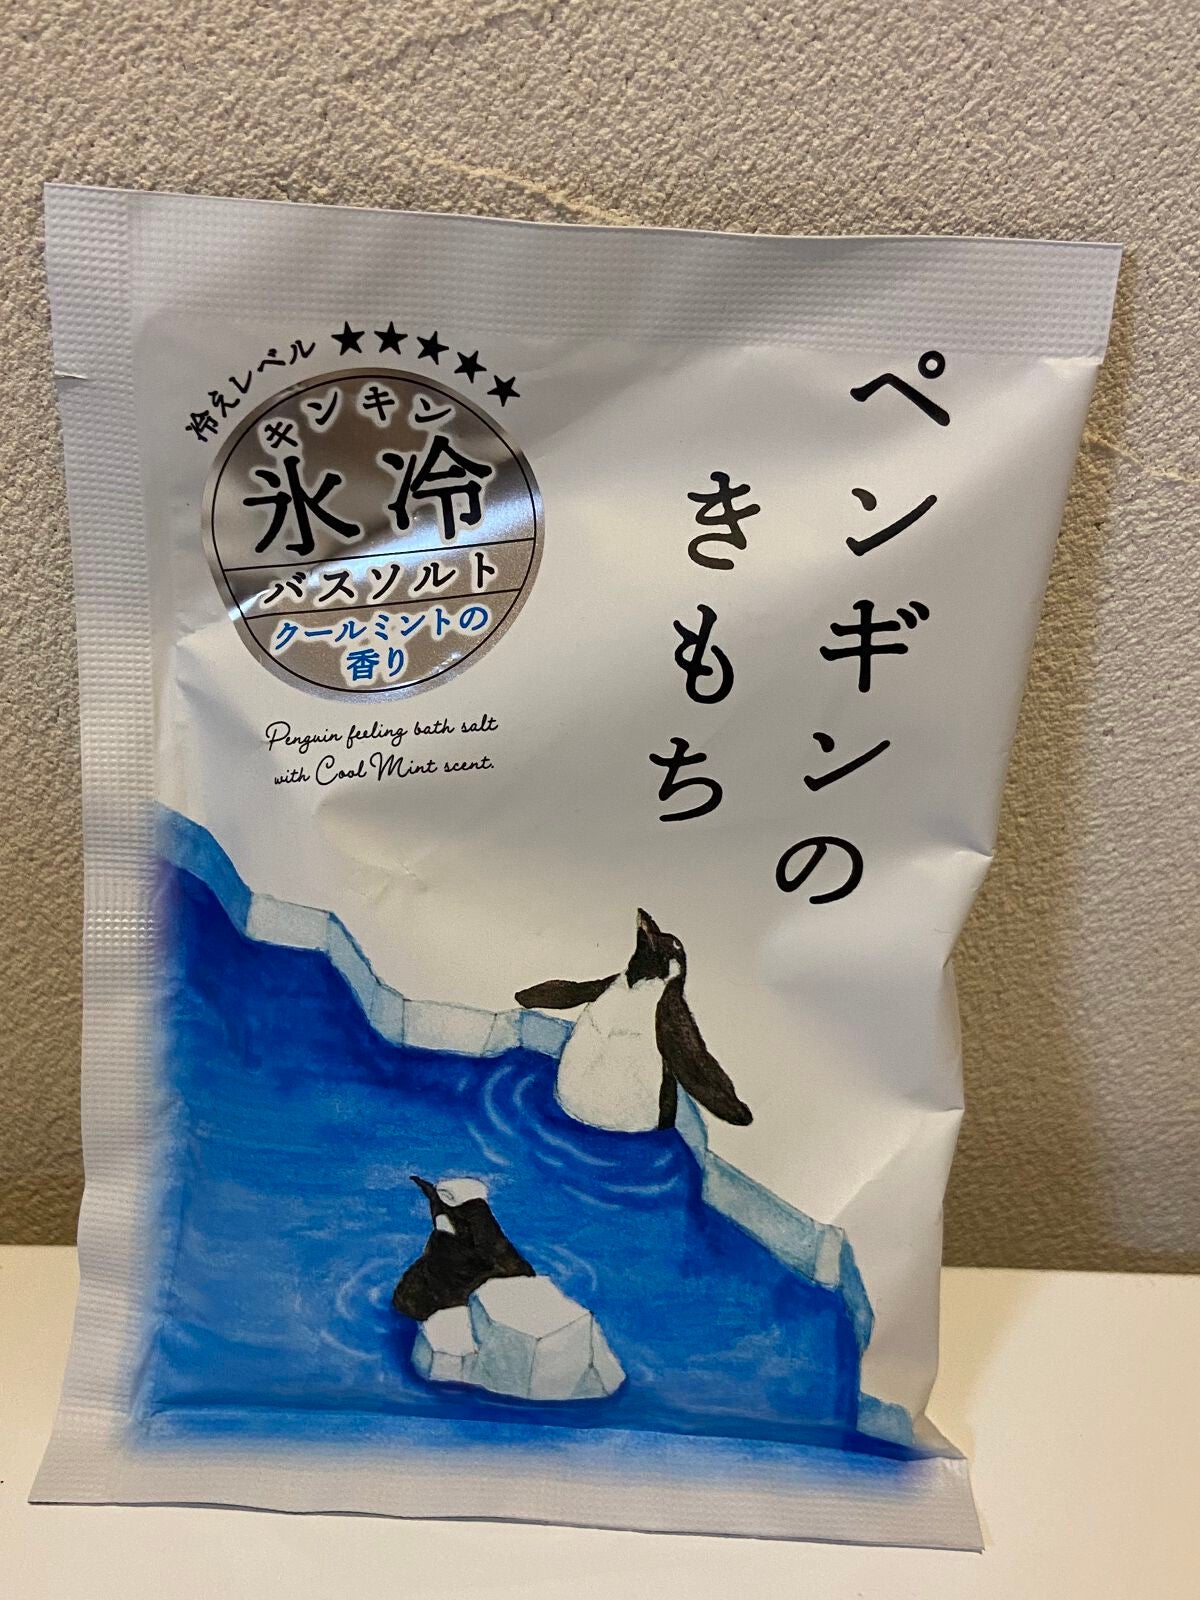 ペンギンの
きもち
冷えレベル ★★★★★
キンキン
氷冷
バスソルト
クールミントの
香り
Penguin feeling bath salt
with Cool Mint scent.